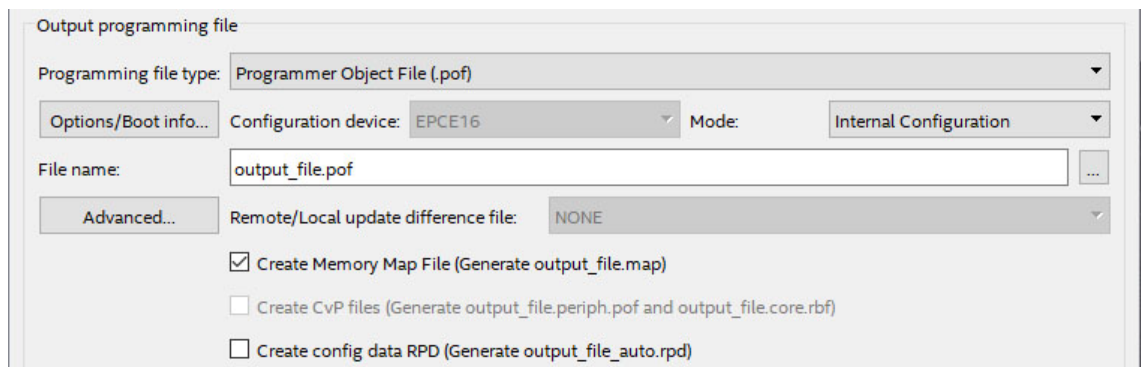 Output programming file
Programming file type: Programmer Object File (.pof)
Options/Boot info... Configuration device: EPCE16 Mode: Internal Configuration
File name: output_file.pof ...
Advanced... Remote/Local update difference file: NONE
Create Memory Map File (Generate output_file.map)
Create CvP files (Generate output_file.periph.pof and output_file.core.rbf)
Create config data RPD (Generate output_file_auto.rpd)